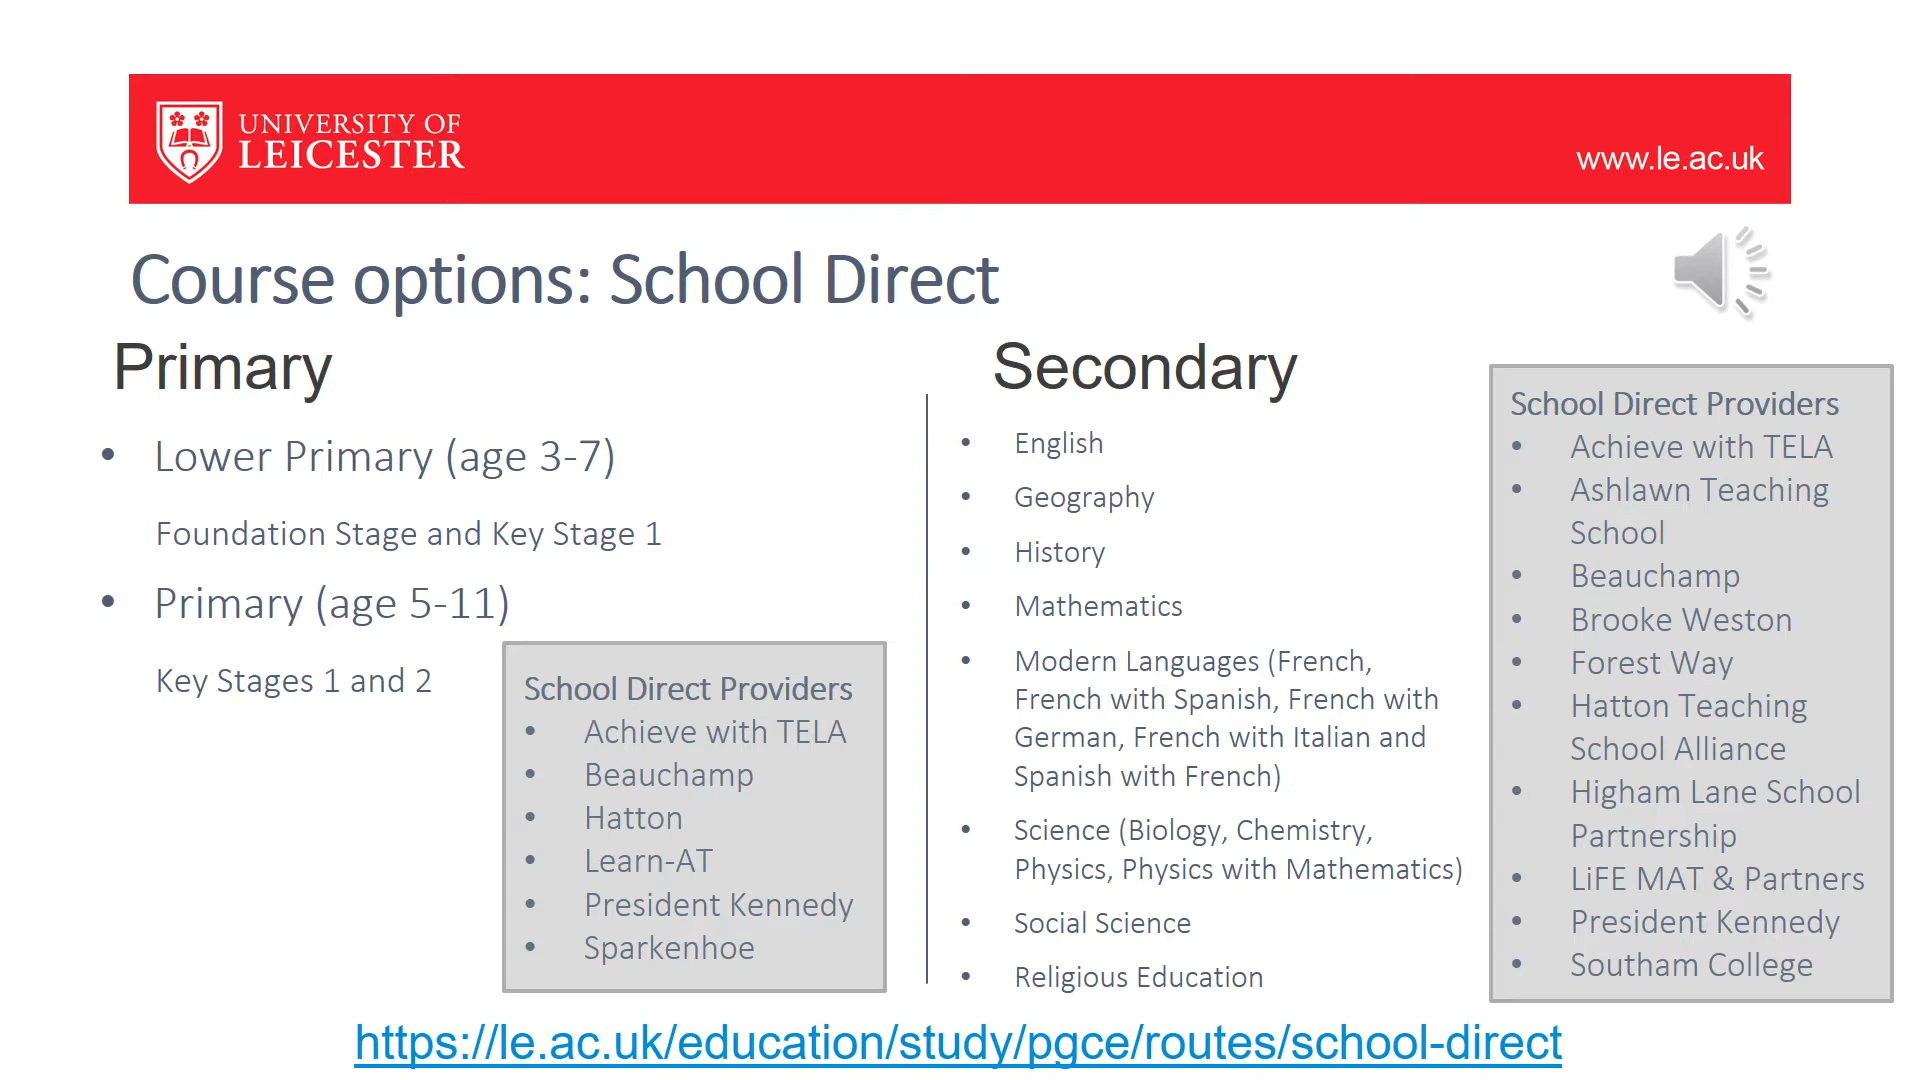 UNIVERSITY OF
LEICESTER
www.le.ac.uk
Course options: School Direct
Primary
• Lower Primary (age 3-7)
Foundation Stage and Key Stage 1
• Primary (age 5-11)
Key Stages 1 and 2
School Direct Providers
• Achieve with TELA
• Beauchamp
• Hatton
• Learn-AT
• President Kennedy
• Sparkenhoe
Secondary
• English
• Geography
• History
• Mathematics
• Modern Languages (French,
French with Spanish, French with
German, French with Italian and
Spanish with French)
• Science (Biology, Chemistry,
Physics, Physics with Mathematics)
• Social Science
• Religious Education
School Direct Providers
• Achieve with TELA
• Ashlawn Teaching
School
• Beauchamp
• Brooke Weston
• Forest Way
• Hatton Teaching
School Alliance
• Higham Lane School
Partnership
• LiFE MAT & Partners
• President Kennedy
• Southam College
https://le.ac.uk/education/study/pgce/routes/school-direct